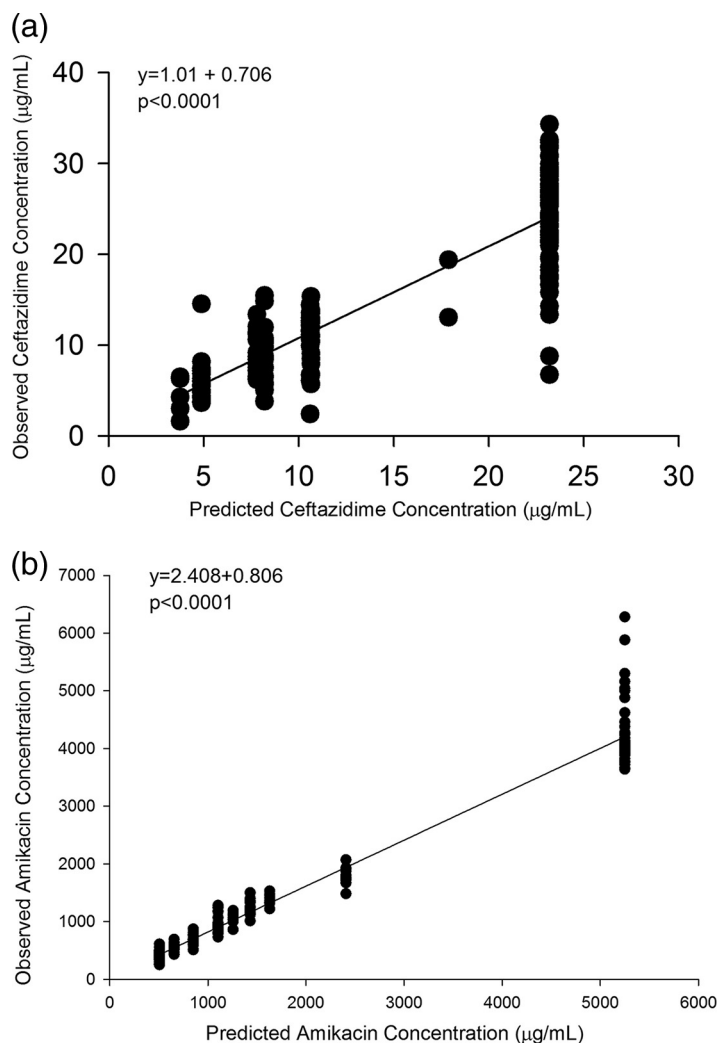 (a)
y=1.01 + 0.706
p<0.0001
Observed Ceftazidime Concentration (μg/mL)
40
30
20
10
0
0 5 10 15 20 25 30
Predicted Ceftazidime Concentration (μg/mL)
(b)
y=2.408+0.806
p<0.0001
Observed Amikacin Concentration (μg/mL)
7000
6000
5000
4000
3000
2000
1000
0
0 1000 2000 3000 4000 5000 6000
Predicted Amikacin Concentration (μg/mL)